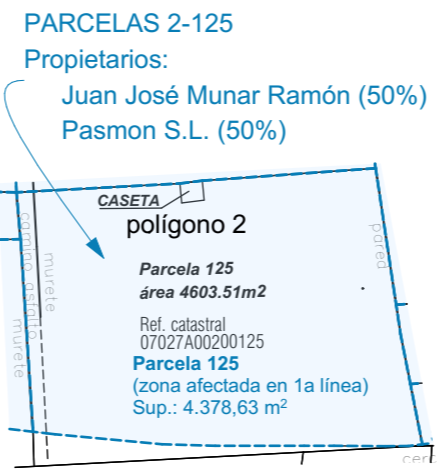 PARCELAS 2-125
Propietarios:
Juan José Munar Ramón (50%)
Pasmon S.L. (50%)
CASETA
polígono 2
camino asfalto
murete
murete
pared
Parcela 125
área 4603.51m2
Ref. catastral
07027A00200125
Parcela 125
(zona afectada en 1a línea)
Sup.: 4.378,63 m²